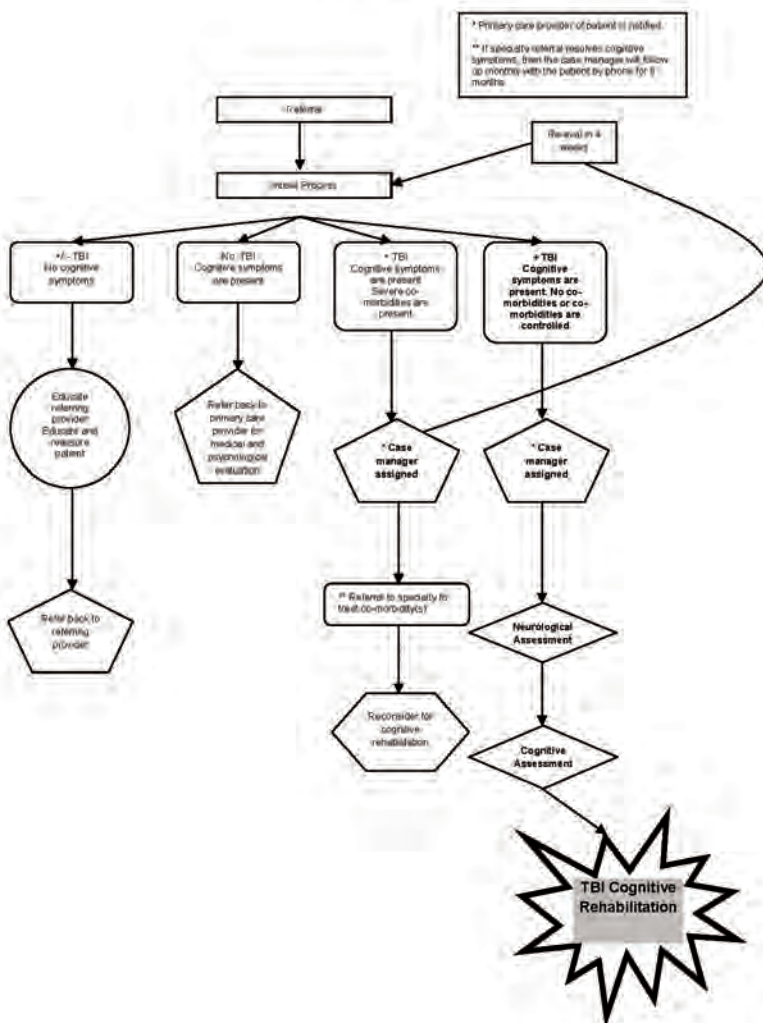 * Primary care provider of patient is notified.
** If specialty referral resolves cognitive
symptoms, then the case manager will follow
up monthly with the patient by phone for 6
months
Referral
Re-eval in 4
weeks
Initial Process
+/- TBI
No cognitive
symptoms
No TBI
Cognitive symptoms
are present
+ TBI
Cognitive symptoms
are present
Severe co-
morbidities are
present
+ TBI
Cognitive
symptoms are
present. No co-
morbidities or co-
morbidities are
controlled
Educate
referring
provider
Educate and
reassure
patient
Refer back to
primary care
provider for
medical and
psychological
evaluation
* Case
manager
assigned
* Case
manager
assigned
Refer back to
referring
provider
** Referral to specialty to
treat co-morbidity(s)
Neurological
Assessment
Reconsider for
cognitive
rehabilitation
Cognitive
Assessment
TBI Cognitive
Rehabilitation